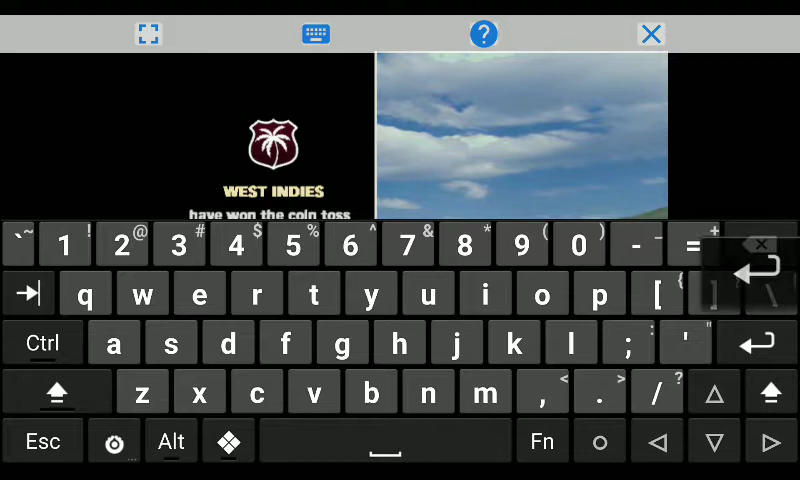 ?
WEST INDIES
have won the coin toss
` ~ 1 ! 2 @ 3 # 4 $ 5 % 6 ^ 7 & 8 * 9 ( 0 ) - _ = +
q w e r t y u i o p [ { ] \
Ctrl a s d f g h j k l ; : ' "
z x c v b n m , < . > / ?
Esc Alt Fn